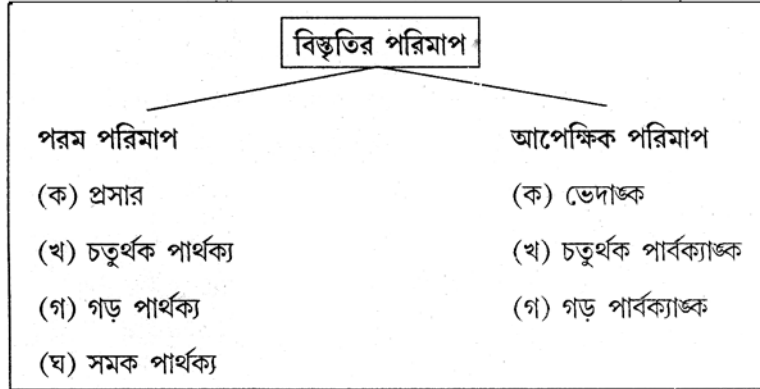 বিস্তৃতির পরিমাপ
পরম পরিমাপ
(ক) প্রসার
(খ) চতুর্থক পার্থক্য
(গ) গড় পার্থক্য
(ঘ) সমক পার্থক্য
আপেক্ষিক পরিমাপ
(ক) ভেদাঙ্ক
(খ) চতুর্থক পার্বক্যাঙ্ক
(গ) গড় পার্বক্যাঙ্ক